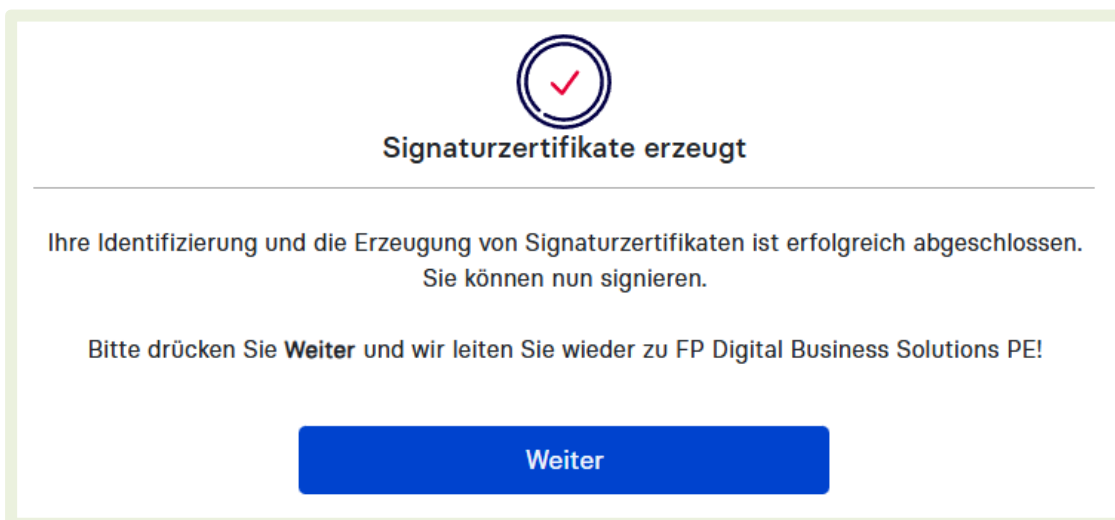 Signaturzertifikate erzeugt
Ihre Identifizierung und die Erzeugung von Signaturzertifikaten ist erfolgreich abgeschlossen.
Sie können nun signieren.
Bitte drücken Sie Weiter und wir leiten Sie wieder zu FP Digital Business Solutions PE!
Weiter